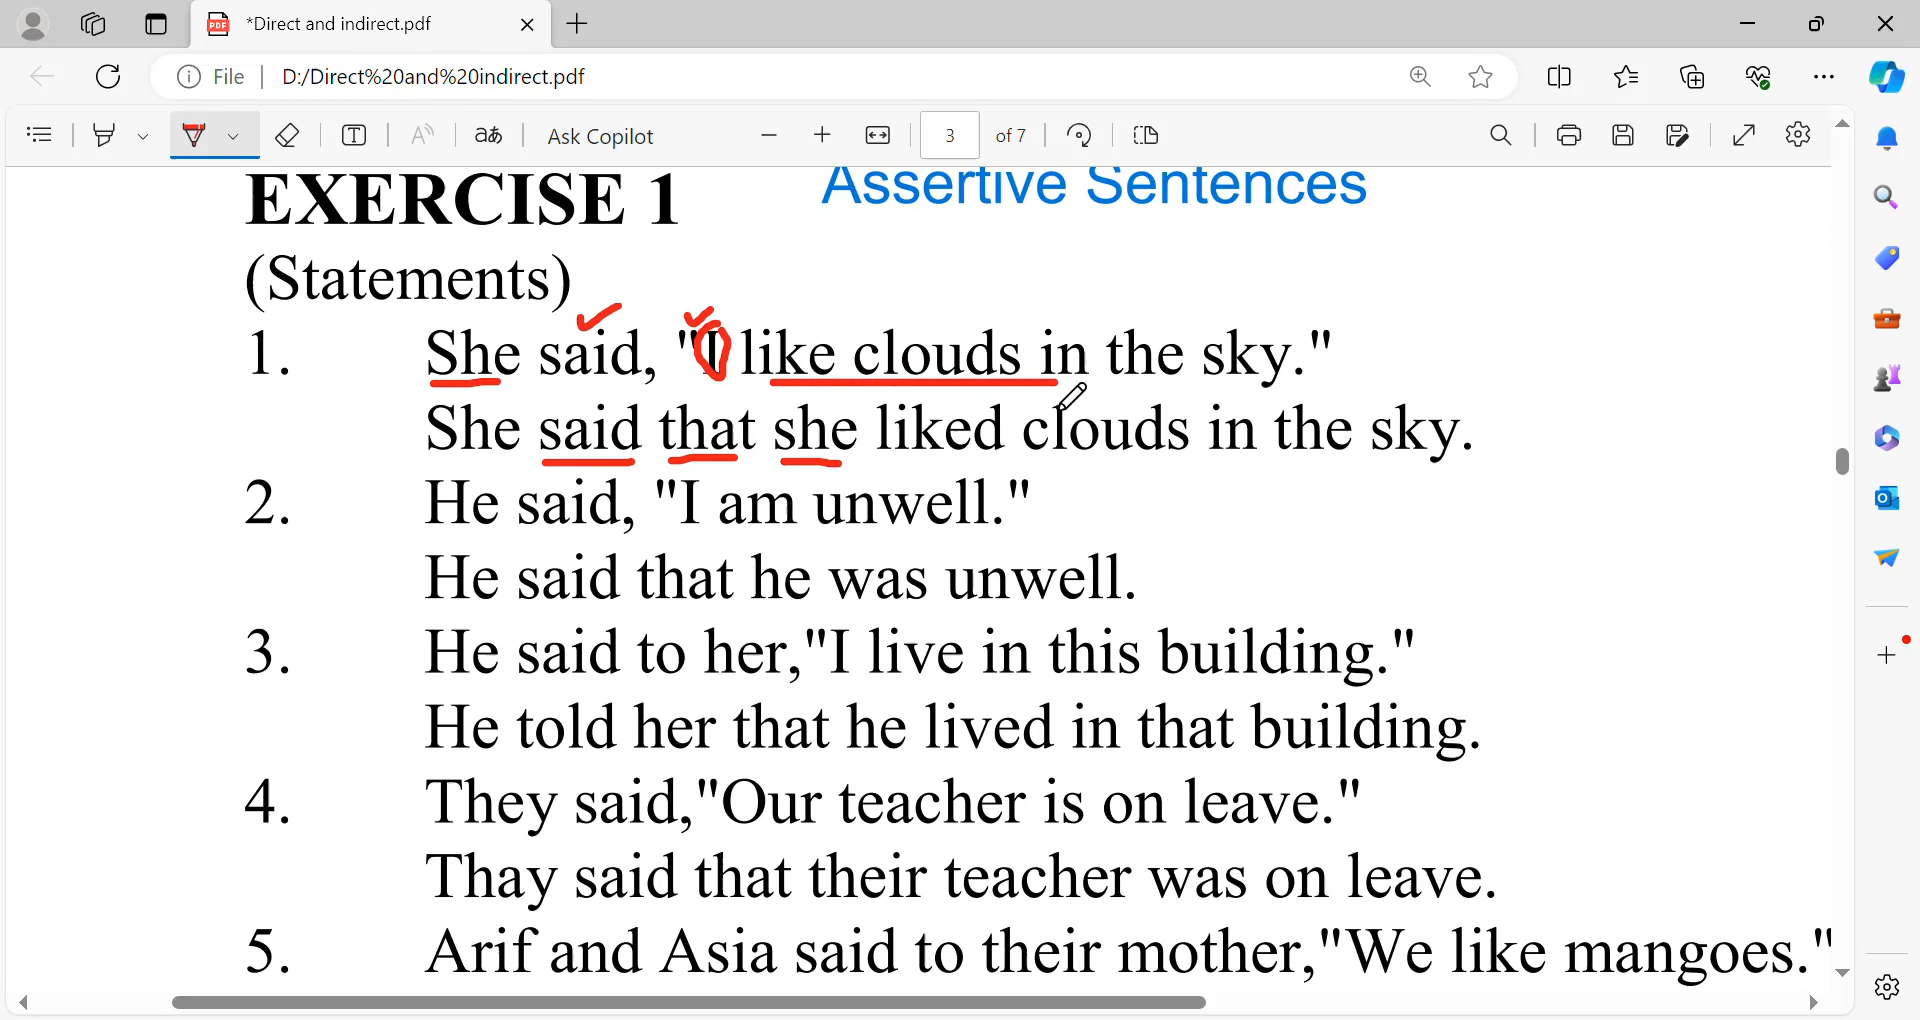 *Direct and indirect.pdf
File D:/Direct%20and%20indirect.pdf
aあ Ask Copilot 3 of 7
EXERCISE 1 Assertive Sentences
(Statements)
1. She said, "I like clouds in the sky."
She said that she liked clouds in the sky.
2. He said, "I am unwell."
He said that he was unwell.
3. He said to her,"I live in this building."
He told her that he lived in that building.
4. They said,"Our teacher is on leave."
Thay said that their teacher was on leave.
5. Arif and Asia said to their mother,"We like mangoes."